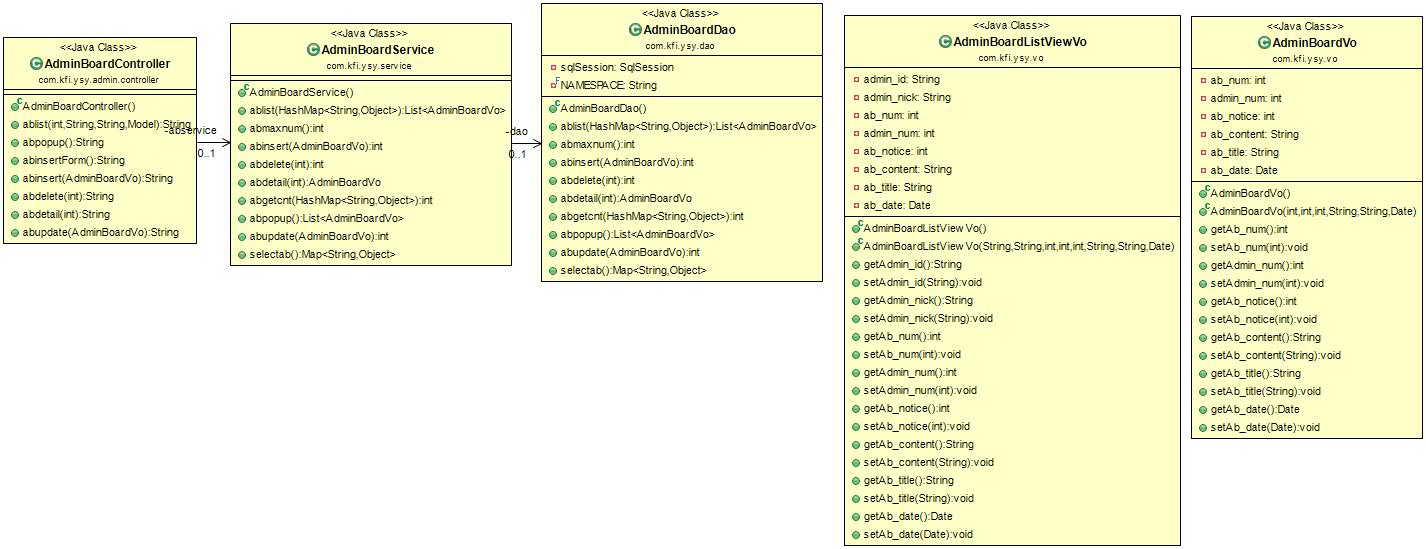 <<Java Class>>
AdminBoardController
com.kfi.ysy.admin.controller
AdminBoardController()
ablist(int,String,String,Model):String
abpopup():String
abinsertForm():String
abinsert(AdminBoardVo):String
abdelete(int):String
abdetail(int):String
abupdate(AdminBoardVo):String
-abservice
0..1
<<Java Class>>
AdminBoardService
com.kfi.ysy.service
AdminBoardService()
ablist(HashMap<String,Object>):List<AdminBoardVo>
abmaxnum():int
abinsert(AdminBoardVo):int
abdelete(int):int
abdetail(int):AdminBoardVo
abgetcnt(HashMap<String,Object>):int
abpopup():List<AdminBoardVo>
abupdate(AdminBoardVo):int
selectab():Map<String,Object>
-dao
0..1
<<Java Class>>
AdminBoardDao
com.kfi.ysy.dao
sqlSession: SqlSession
NAMESPACE: String
AdminBoardDao()
ablist(HashMap<String,Object>):List<AdminBoardVo>
abmaxnum():int
abinsert(AdminBoardVo):int
abdelete(int):int
abdetail(int):AdminBoardVo
abgetcnt(HashMap<String,Object>):int
abpopup():List<AdminBoardVo>
abupdate(AdminBoardVo):int
selectab():Map<String,Object>
<<Java Class>>
AdminBoardListViewVo
com.kfi.ysy.vo
admin_id: String
admin_nick: String
ab_num: int
admin_num: int
ab_notice: int
ab_content: String
ab_title: String
ab_date: Date
AdminBoardListViewVo()
AdminBoardListViewVo(String,String,int,int,int,String,String,Date)
getAdmin_id():String
setAdmin_id(String):void
getAdmin_nick():String
setAdmin_nick(String):void
getAb_num():int
setAb_num(int):void
getAdmin_num():int
setAdmin_num(int):void
getAb_notice():int
setAb_notice(int):void
getAb_content():String
setAb_content(String):void
getAb_title():String
setAb_title(String):void
getAb_date():Date
setAb_date(Date):void
<<Java Class>>
AdminBoardVo
com.kfi.ysy.vo
ab_num: int
admin_num: int
ab_notice: int
ab_content: String
ab_title: String
ab_date: Date
AdminBoardVo()
AdminBoardVo(int,int,int,String,String,Date)
getAb_num():int
setAb_num(int):void
getAdmin_num():int
setAdmin_num(int):void
getAb_notice():int
setAb_notice(int):void
getAb_content():String
setAb_content(String):void
getAb_title():String
setAb_title(String):void
getAb_date():Date
setAb_date(Date):void